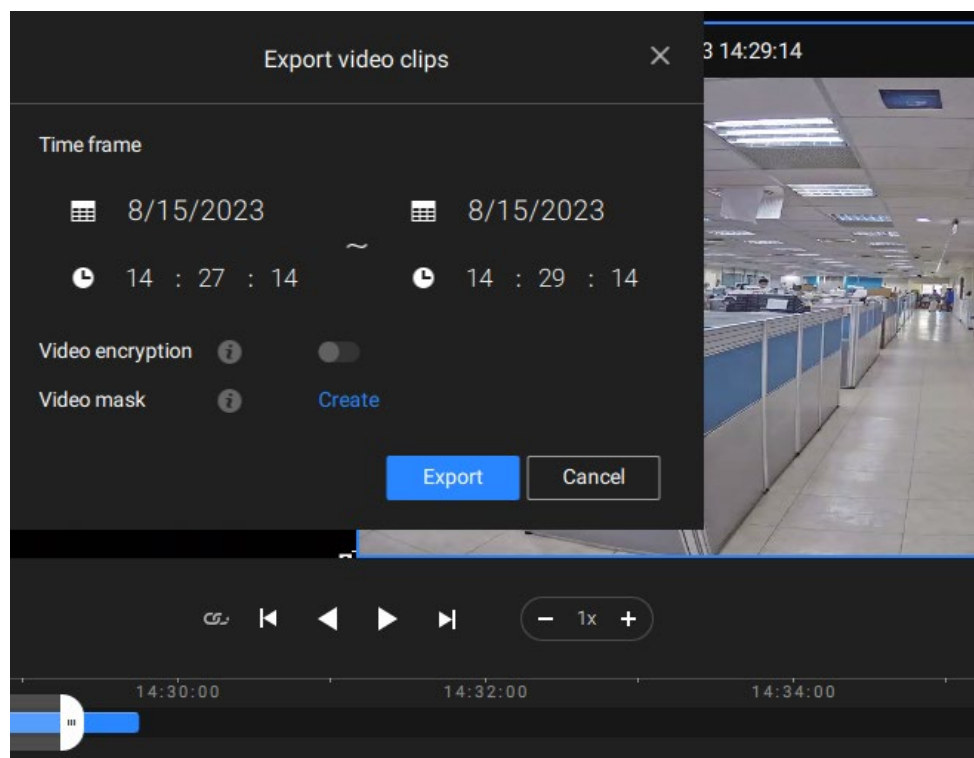 Export video clips
3 14:29:14
Time frame
8/15/2023
8/15/2023
~
14 : 27 : 14
14 : 29 : 14
Video encryption
Video mask
Create
Export
Cancel
1x
14:30:00
14:32:00
14:34:00